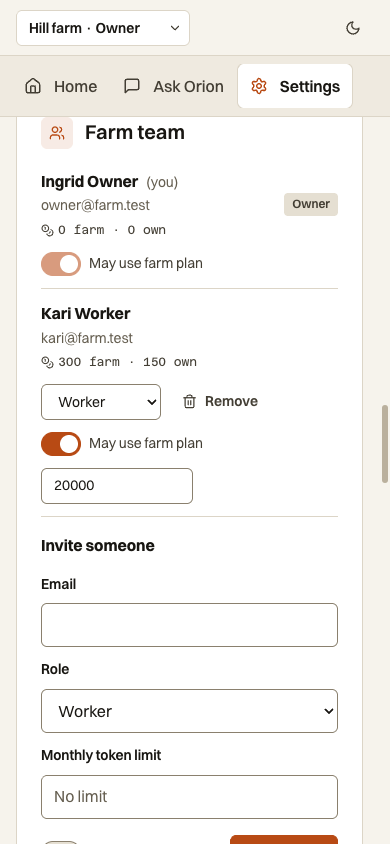 Hill farm · Owner
Home
Ask Orion
Settings
Farm team
Ingrid Owner (you)
owner@farm.test
Owner
0 farm · 0 own
May use farm plan
Kari Worker
kari@farm.test
300 farm · 150 own
Worker
Remove
May use farm plan
20000
Invite someone
Email
Role
Worker
Monthly token limit
No limit